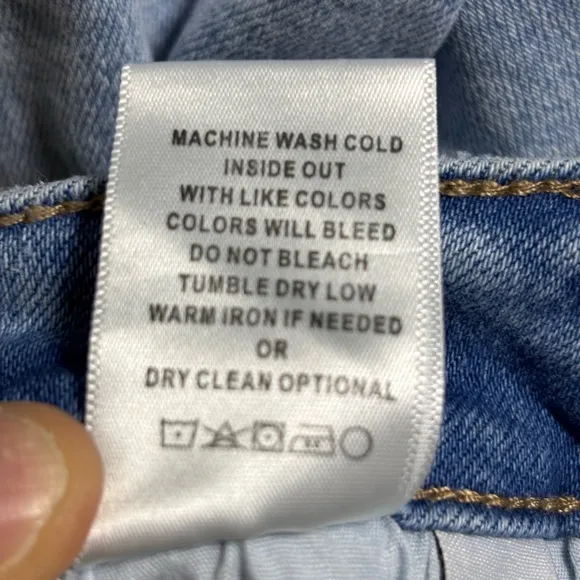 MACHINE WASH COLD
INSIDE OUT
WITH LIKE COLORS
COLORS WILL BLEED
DO NOT BLEACH
TUMBLE DRY LOW
WARM IRON IF NEEDED
OR
DRY CLEAN OPTIONAL